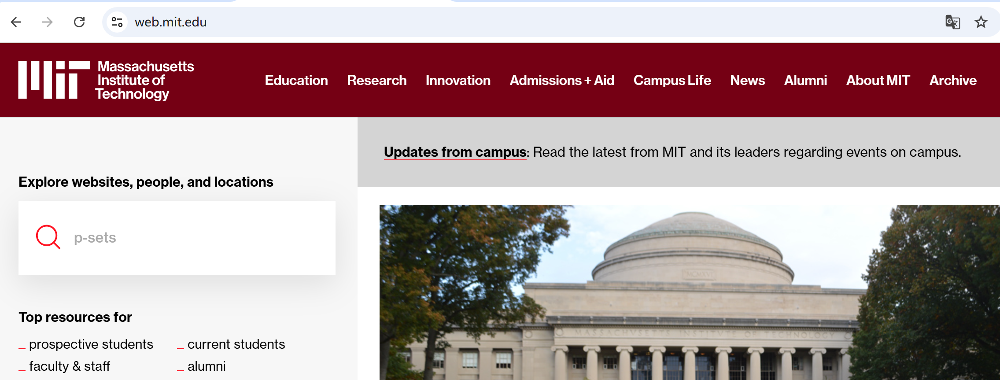 web.mit.edu
Massachusetts
Institute of
Technology
Education Research Innovation Admissions + Aid Campus Life News Alumni About MIT Archive
Updates from campus: Read the latest from MIT and its leaders regarding events on campus.
Explore websites, people, and locations
p-sets
MCMXVI
MASSACHVSETTS INSTITVTE OF TECHNOLOGY
Top resources for
_ prospective students _ current students
_ faculty & staff _ alumni